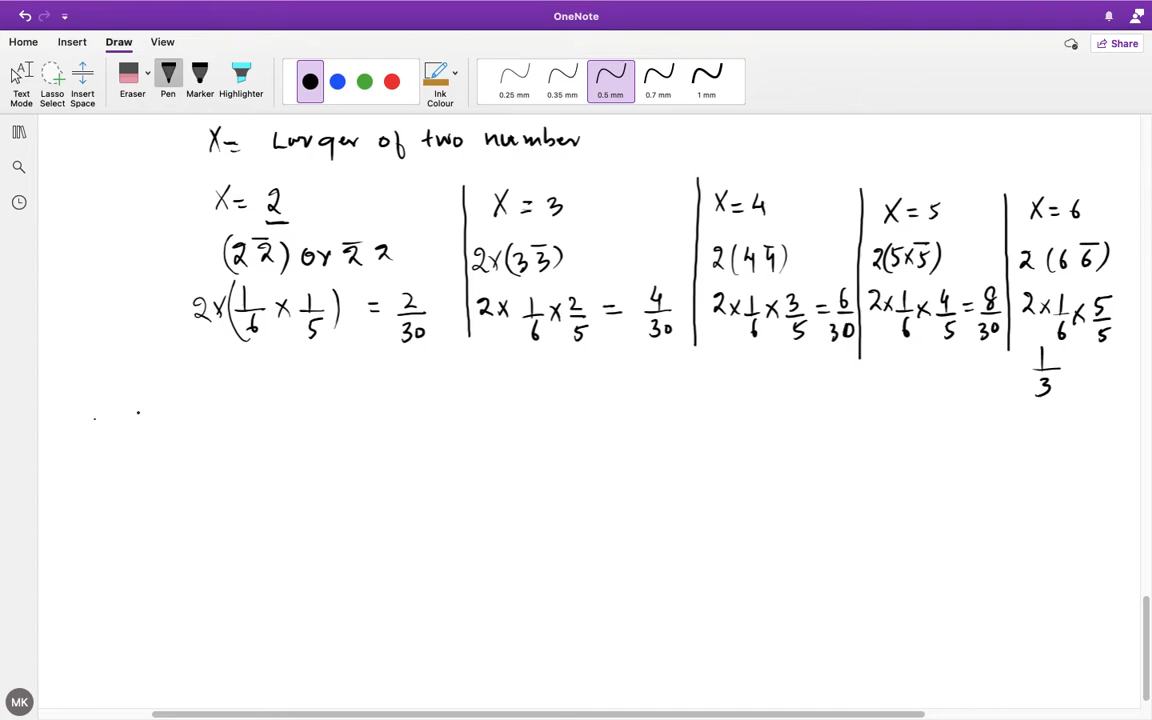 OneNote
Home Insert Draw View
Share
Text Mode
Lasso Select
Insert Space
Eraser
Pen
Marker
Highlighter
Ink Colour
0.25 mm 0.35 mm 0.5 mm 0.7 mm 1 mm
X = Larger of two number
X = 2
(2 2̅) or 2̅ 2
2×(1/6 × 1/5) = 2/30
X = 3
2×(3 3̅)
2 × 1/6 × 2/5 = 4/30
X = 4
2(4 4̅)
2×1/6×3/5=6/30
X = 5
2(5×5̅)
2×1/6×4/5=8/30
X = 6
2(6 6̅)
2×1/6×5/5
1/3
MK